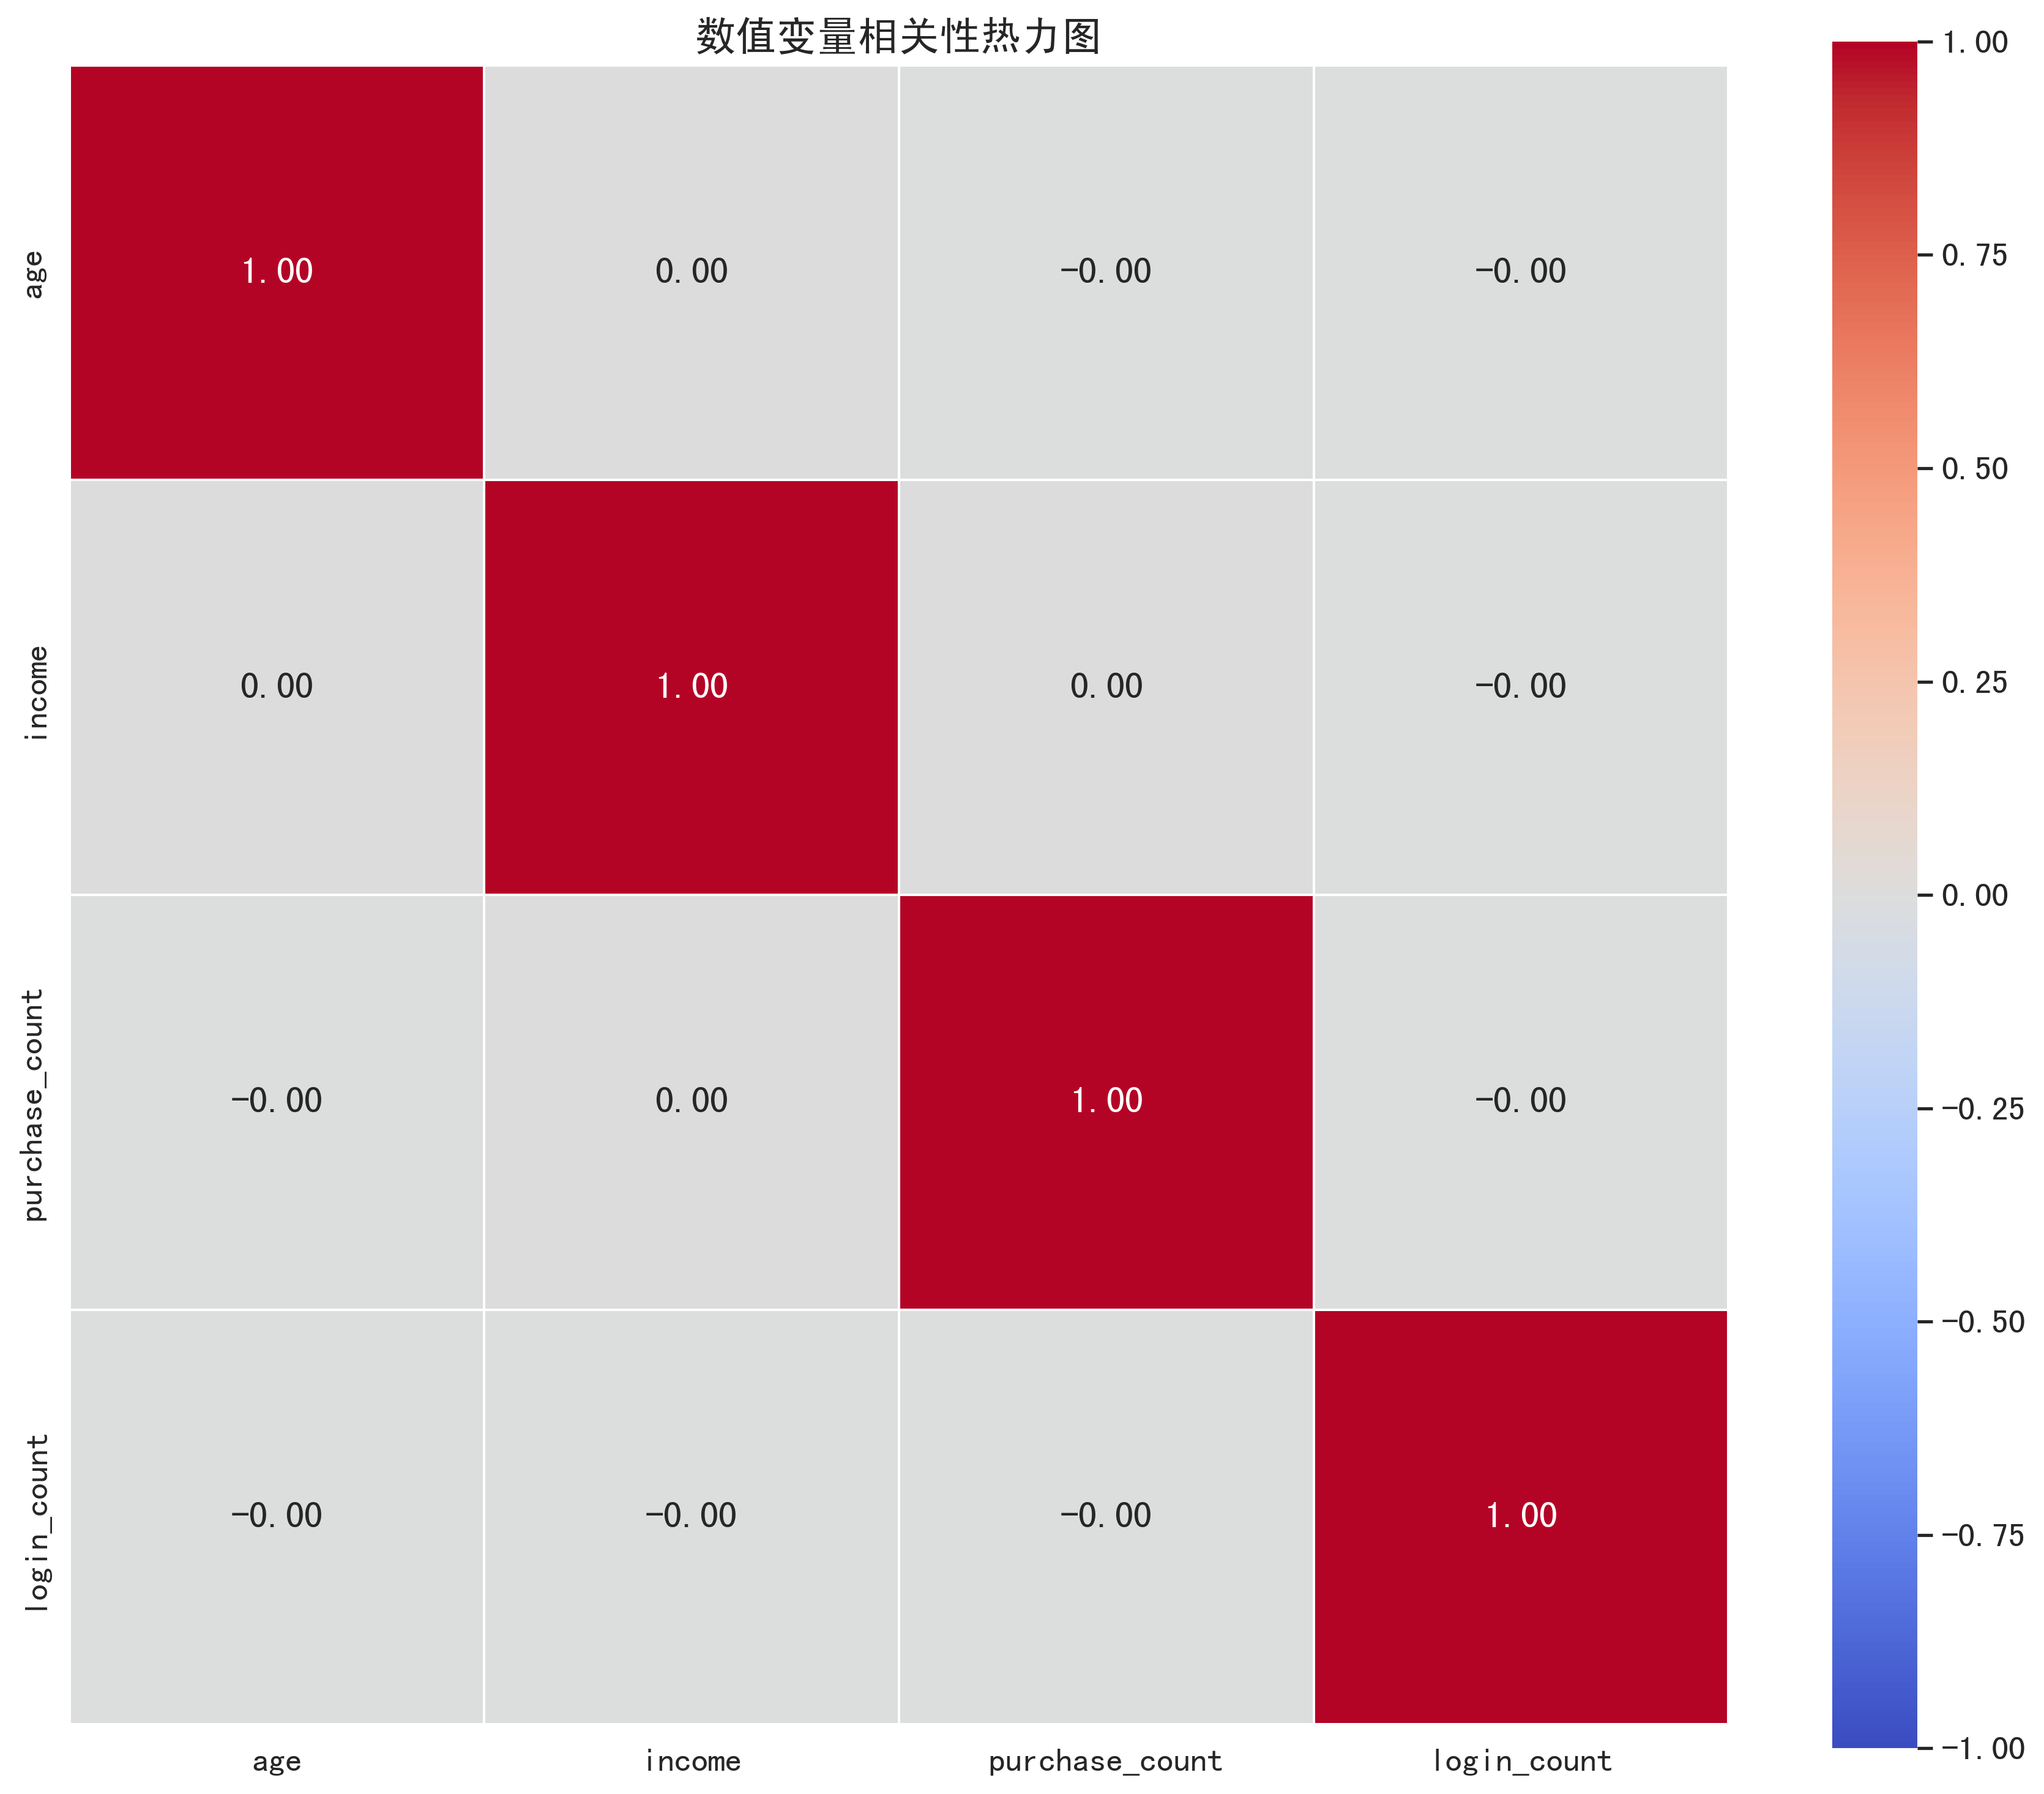 数值变量相关性热力图
age
1.00 0.00 -0.00 -0.00
income
0.00 1.00 0.00 -0.00
purchase_count
-0.00 0.00 1.00 -0.00
login_count
-0.00 -0.00 -0.00 1.00
age income purchase_count login_count
1.00
0.75
0.50
0.25
0.00
-0.25
-0.50
-0.75
-1.00